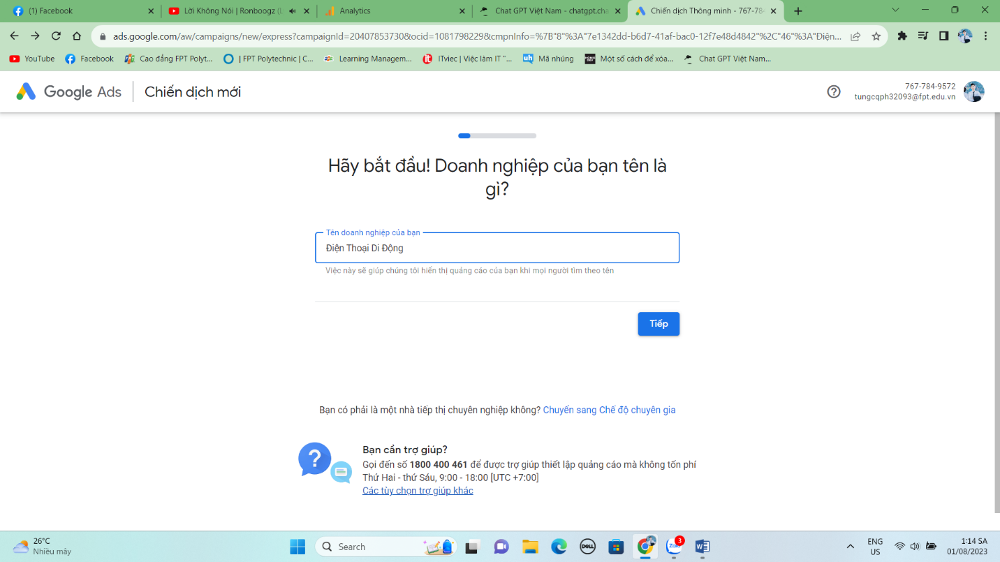 (1) Facebook
Lời Không Nói | Ronboogz (L
Analytics
Chat GPT Việt Nam - chatgpt.cha
Chiến dịch Thông minh - 767-784
ads.google.com/aw/campaigns/new/express?campaignId=20407853730&ocid=1081798229&cmpnInfo=%7B"8"%3A"7e1342dd-b6d7-41af-bac0-12f7e48d4842"%2C"46"%3A"Điện...
YouTube
Facebook
Cao đẳng FPT Polyt...
| FPT Polytechnic | C...
Learning Managem...
ITviec | Việc làm IT "...
Mã nhúng
Một số cách để xóa...
Chat GPT Việt Nam...
Google Ads
Chiến dịch mới
767-784-9572
tungcqph32093@fpt.edu.vn
Hãy bắt đầu! Doanh nghiệp của bạn tên là
gì?
Tên doanh nghiệp của bạn
Điện Thoại Di Động
Việc này sẽ giúp chúng tôi hiển thị quảng cáo của bạn khi mọi người tìm theo tên
Tiếp
Bạn có phải là một nhà tiếp thị chuyên nghiệp không? Chuyển sang Chế độ chuyên gia
Bạn cần trợ giúp?
Gọi đến số 1800 400 461 để được trợ giúp thiết lập quảng cáo mà không tốn phí
Thứ Hai - thứ Sáu, 9:00 - 18:00 [UTC +7:00]
Các tùy chọn trợ giúp khác
26°C
Nhiều mây
Search
DELL
Zalo
3
ENG
US
1:14 SA
01/08/2023